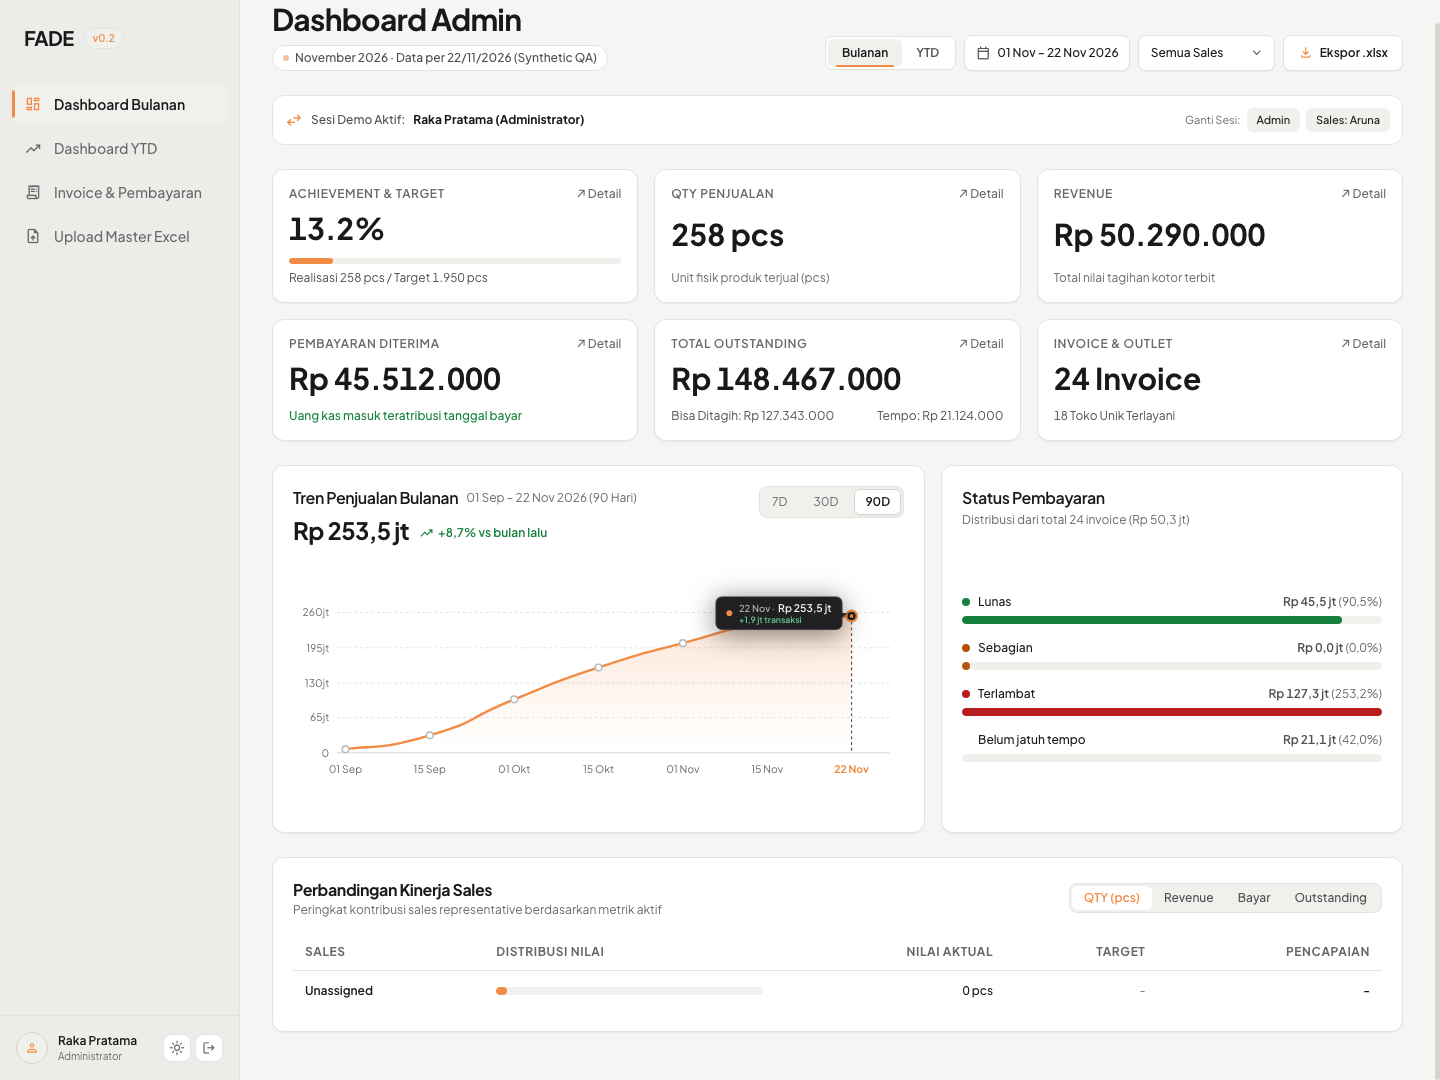 FADE v0.2
Dashboard Bulanan
Dashboard YTD
Invoice & Pembayaran
Upload Master Excel
Raka Pratama
Administrator
Dashboard Admin
November 2026 · Data per 22/11/2026 (Synthetic QA)
Bulanan YTD 01 Nov – 22 Nov 2026 Semua Sales Ekspor .xlsx
Sesi Demo Aktif: Raka Pratama (Administrator) Ganti Sesi: Admin Sales: Aruna
ACHIEVEMENT & TARGET Detail
13.2%
Realisasi 258 pcs / Target 1.950 pcs
QTY PENJUALAN Detail
258 pcs
Unit fisik produk terjual (pcs)
REVENUE Detail
Rp 50.290.000
Total nilai tagihan kotor terbit
PEMBAYARAN DITERIMA Detail
Rp 45.512.000
Uang kas masuk teratribusi tanggal bayar
TOTAL OUTSTANDING Detail
Rp 148.467.000
Bisa Ditagih: Rp 127.343.000 Tempo: Rp 21.124.000
INVOICE & OUTLET Detail
24 Invoice
18 Toko Unik Terlayani
Tren Penjualan Bulanan 01 Sep – 22 Nov 2026 (90 Hari)
7D 30D 90D
Rp 253,5 jt +8,7% vs bulan lalu
22 Nov · Rp 253,5 jt
+1,9 jt transaksi
260jt
195jt
130jt
65jt
0
01 Sep 15 Sep 01 Okt 15 Okt 01 Nov 15 Nov 22 Nov
Status Pembayaran
Distribusi dari total 24 invoice (Rp 50,3 jt)
Lunas Rp 45,5 jt (90,5%)
Sebagian Rp 0,0 jt (0,0%)
Terlambat Rp 127,3 jt (253,2%)
Belum jatuh tempo Rp 21,1 jt (42,0%)
Perbandingan Kinerja Sales
Peringkat kontribusi sales representative berdasarkan metrik aktif
QTY (pcs) Revenue Bayar Outstanding
SALES DISTRIBUSI NILAI NILAI AKTUAL TARGET PENCAPAIAN
Unassigned 0 pcs - -